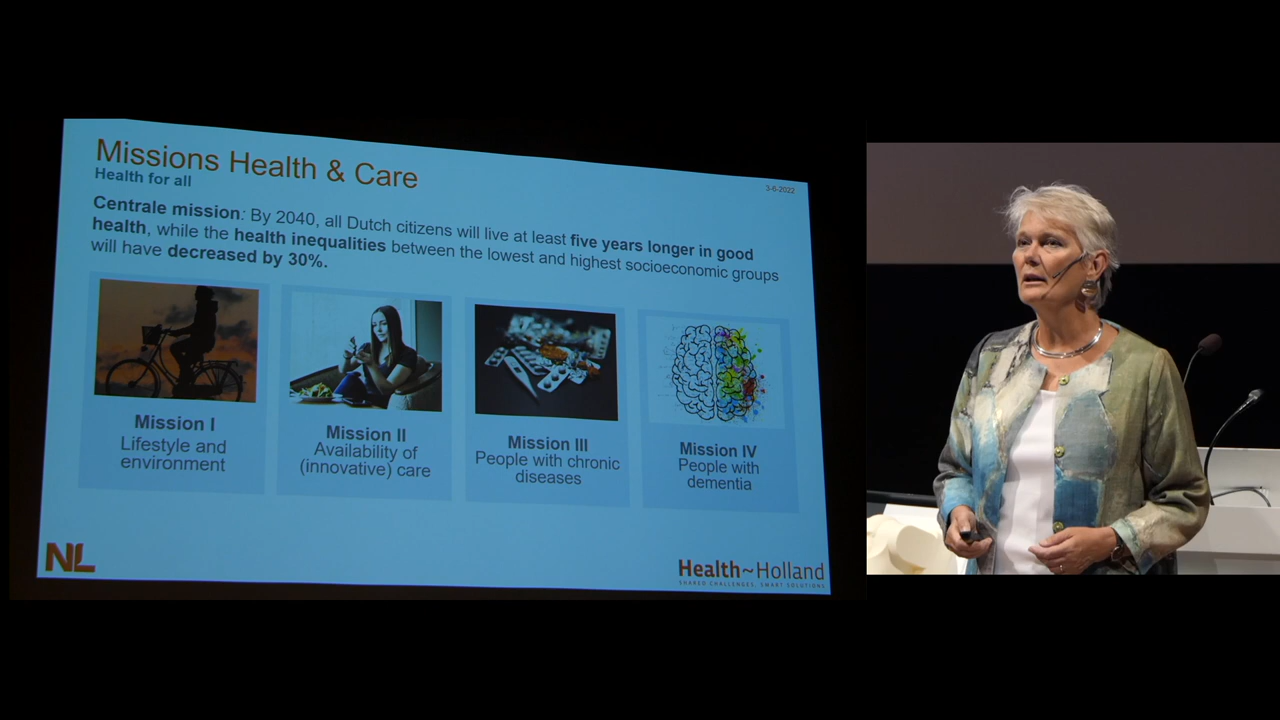 Missions Health & Care
Health for all
3-6-2022
Centrale mission: By 2040, all Dutch citizens will live at least five years longer in good
health, while the health inequalities between the lowest and highest socioeconomic groups
will have decreased by 30%.
Mission I
Lifestyle and
environment
Mission II
Availability of
(innovative) care
Mission III
People with chronic
diseases
Mission IV
People with
dementia
NL
Health~Holland
SHARED CHALLENGES, SMART SOLUTIONS